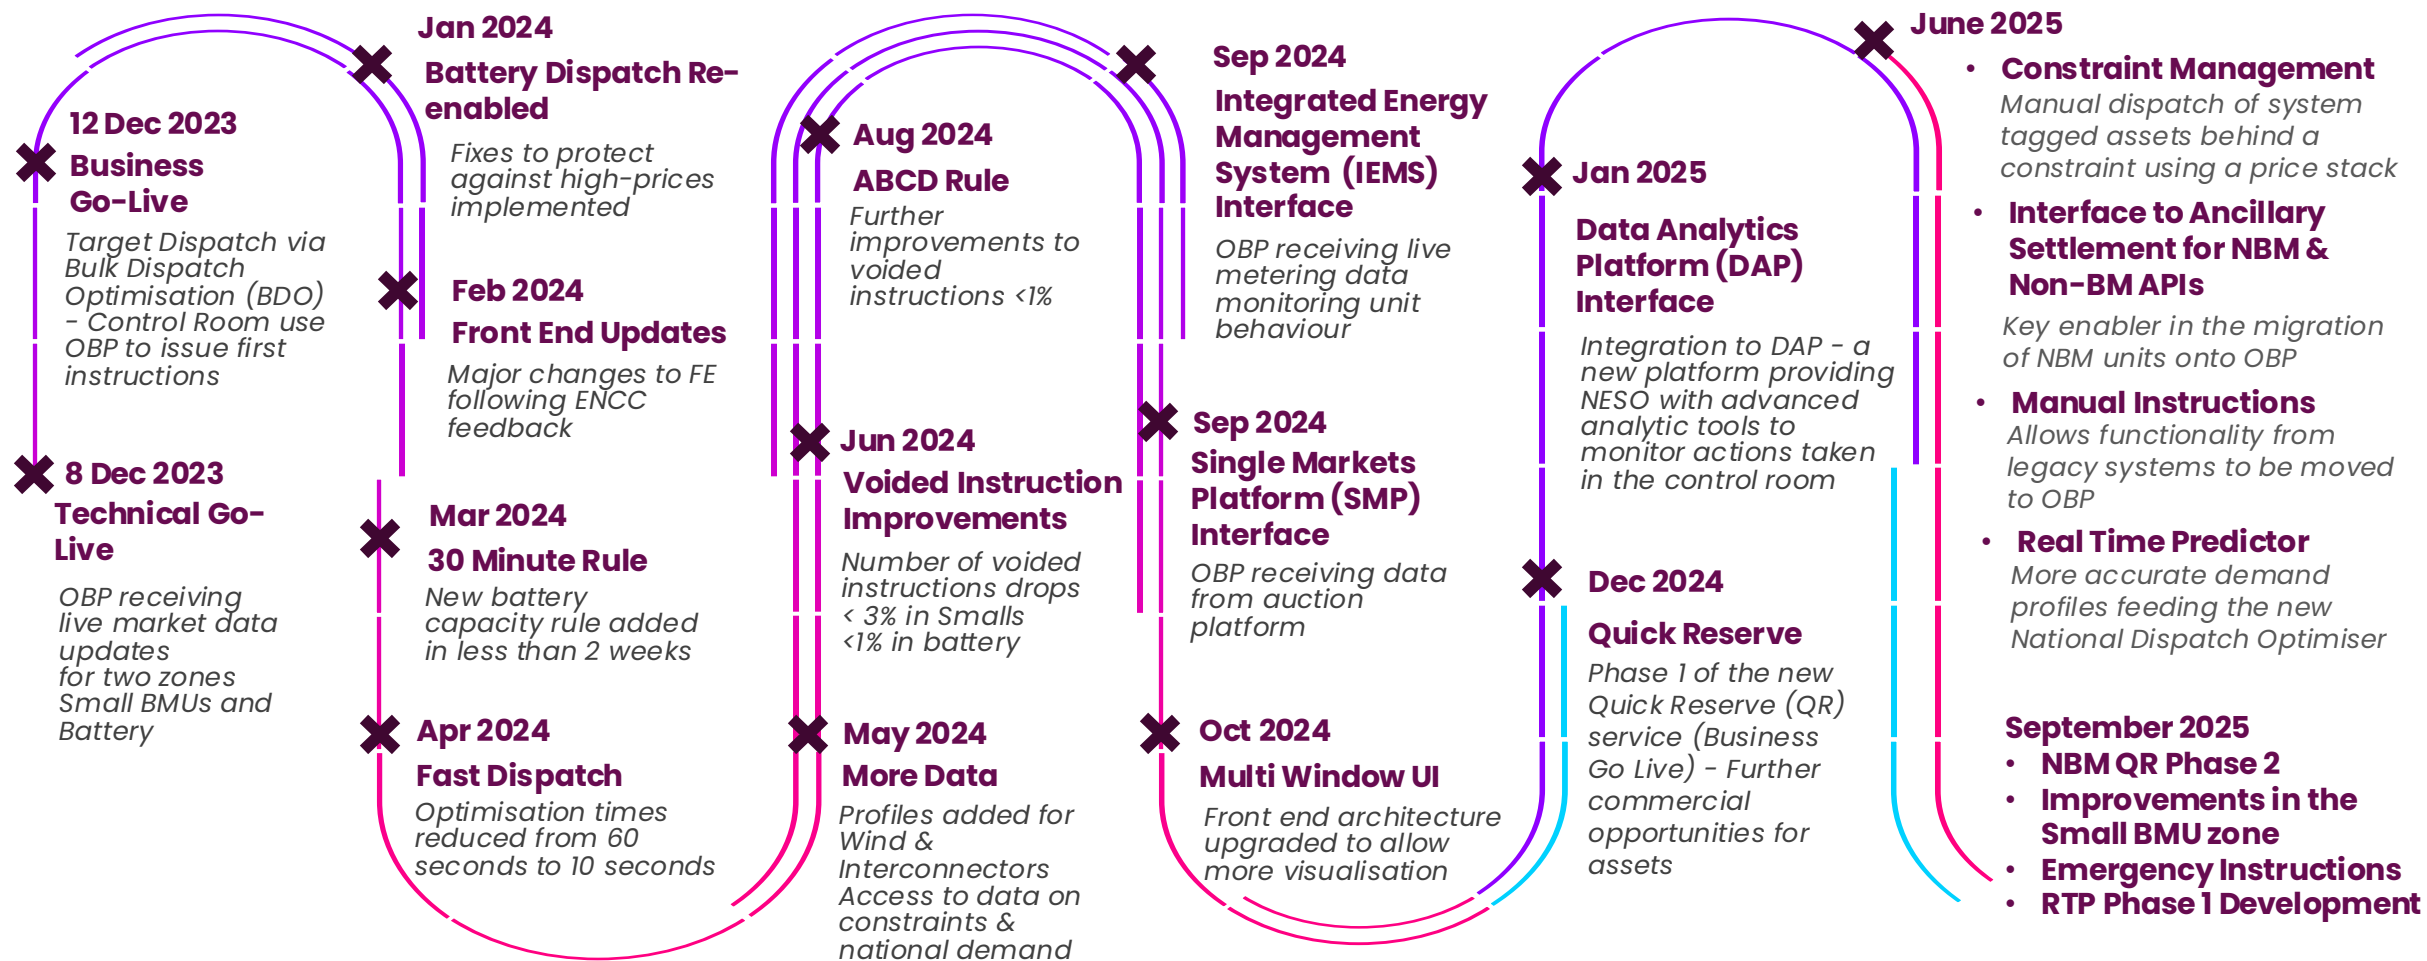 8 Dec 2023
Technical Go-
Live
OBP receiving
live market data
updates
for two zones
Small BMUs and
Battery
12 Dec 2023
Business
Go-Live
Target Dispatch via
Bulk Dispatch
Optimisation (BDO)
- Control Room use
OBP to issue first
instructions
Jan 2024
Battery Dispatch Re-
enabled
Fixes to protect
against high-prices
implemented
Feb 2024
Front End Updates
Major changes to FE
following ENCC
feedback
Mar 2024
30 Minute Rule
New battery
capacity rule added
in less than 2 weeks
Apr 2024
Fast Dispatch
Optimisation times
reduced from 60
seconds to 10 seconds
May 2024
More Data
Profiles added for
Wind &
Interconnectors
Access to data on
constraints &
national demand
Jun 2024
Voided Instruction
Improvements
Number of voided
instructions drops
< 3% in Smalls
<1% in battery
Aug 2024
ABCD Rule
Further
improvements to
voided
instructions <1%
Sep 2024
Integrated Energy
Management
System (IEMS)
Interface
OBP receiving live
metering data
monitoring unit
behaviour
Sep 2024
Single Markets
Platform (SMP)
Interface
OBP receiving data
from auction
platform
Oct 2024
Multi Window UI
Front end architecture
upgraded to allow
more visualisation
Dec 2024
Quick Reserve
Phase 1 of the new
Quick Reserve (QR)
service (Business
Go Live) - Further
commercial
opportunities for
assets
Jan 2025
Data Analytics
Platform (DAP)
Interface
Integration to DAP - a
new platform providing
NESO with advanced
analytic tools to
monitor actions taken
in the control room
June 2025
• Constraint Management
Manual dispatch of system
tagged assets behind a
constraint using a price stack
• Interface to Ancillary
Settlement for NBM &
Non-BM APIs
Key enabler in the migration
of NBM units onto OBP
• Manual Instructions
Allows functionality from
legacy systems to be moved
to OBP
• Real Time Predictor
More accurate demand
profiles feeding the new
National Dispatch Optimiser
September 2025
• NBM QR Phase 2
• Improvements in the
Small BMU zone
• Emergency Instructions
• RTP Phase 1 Development